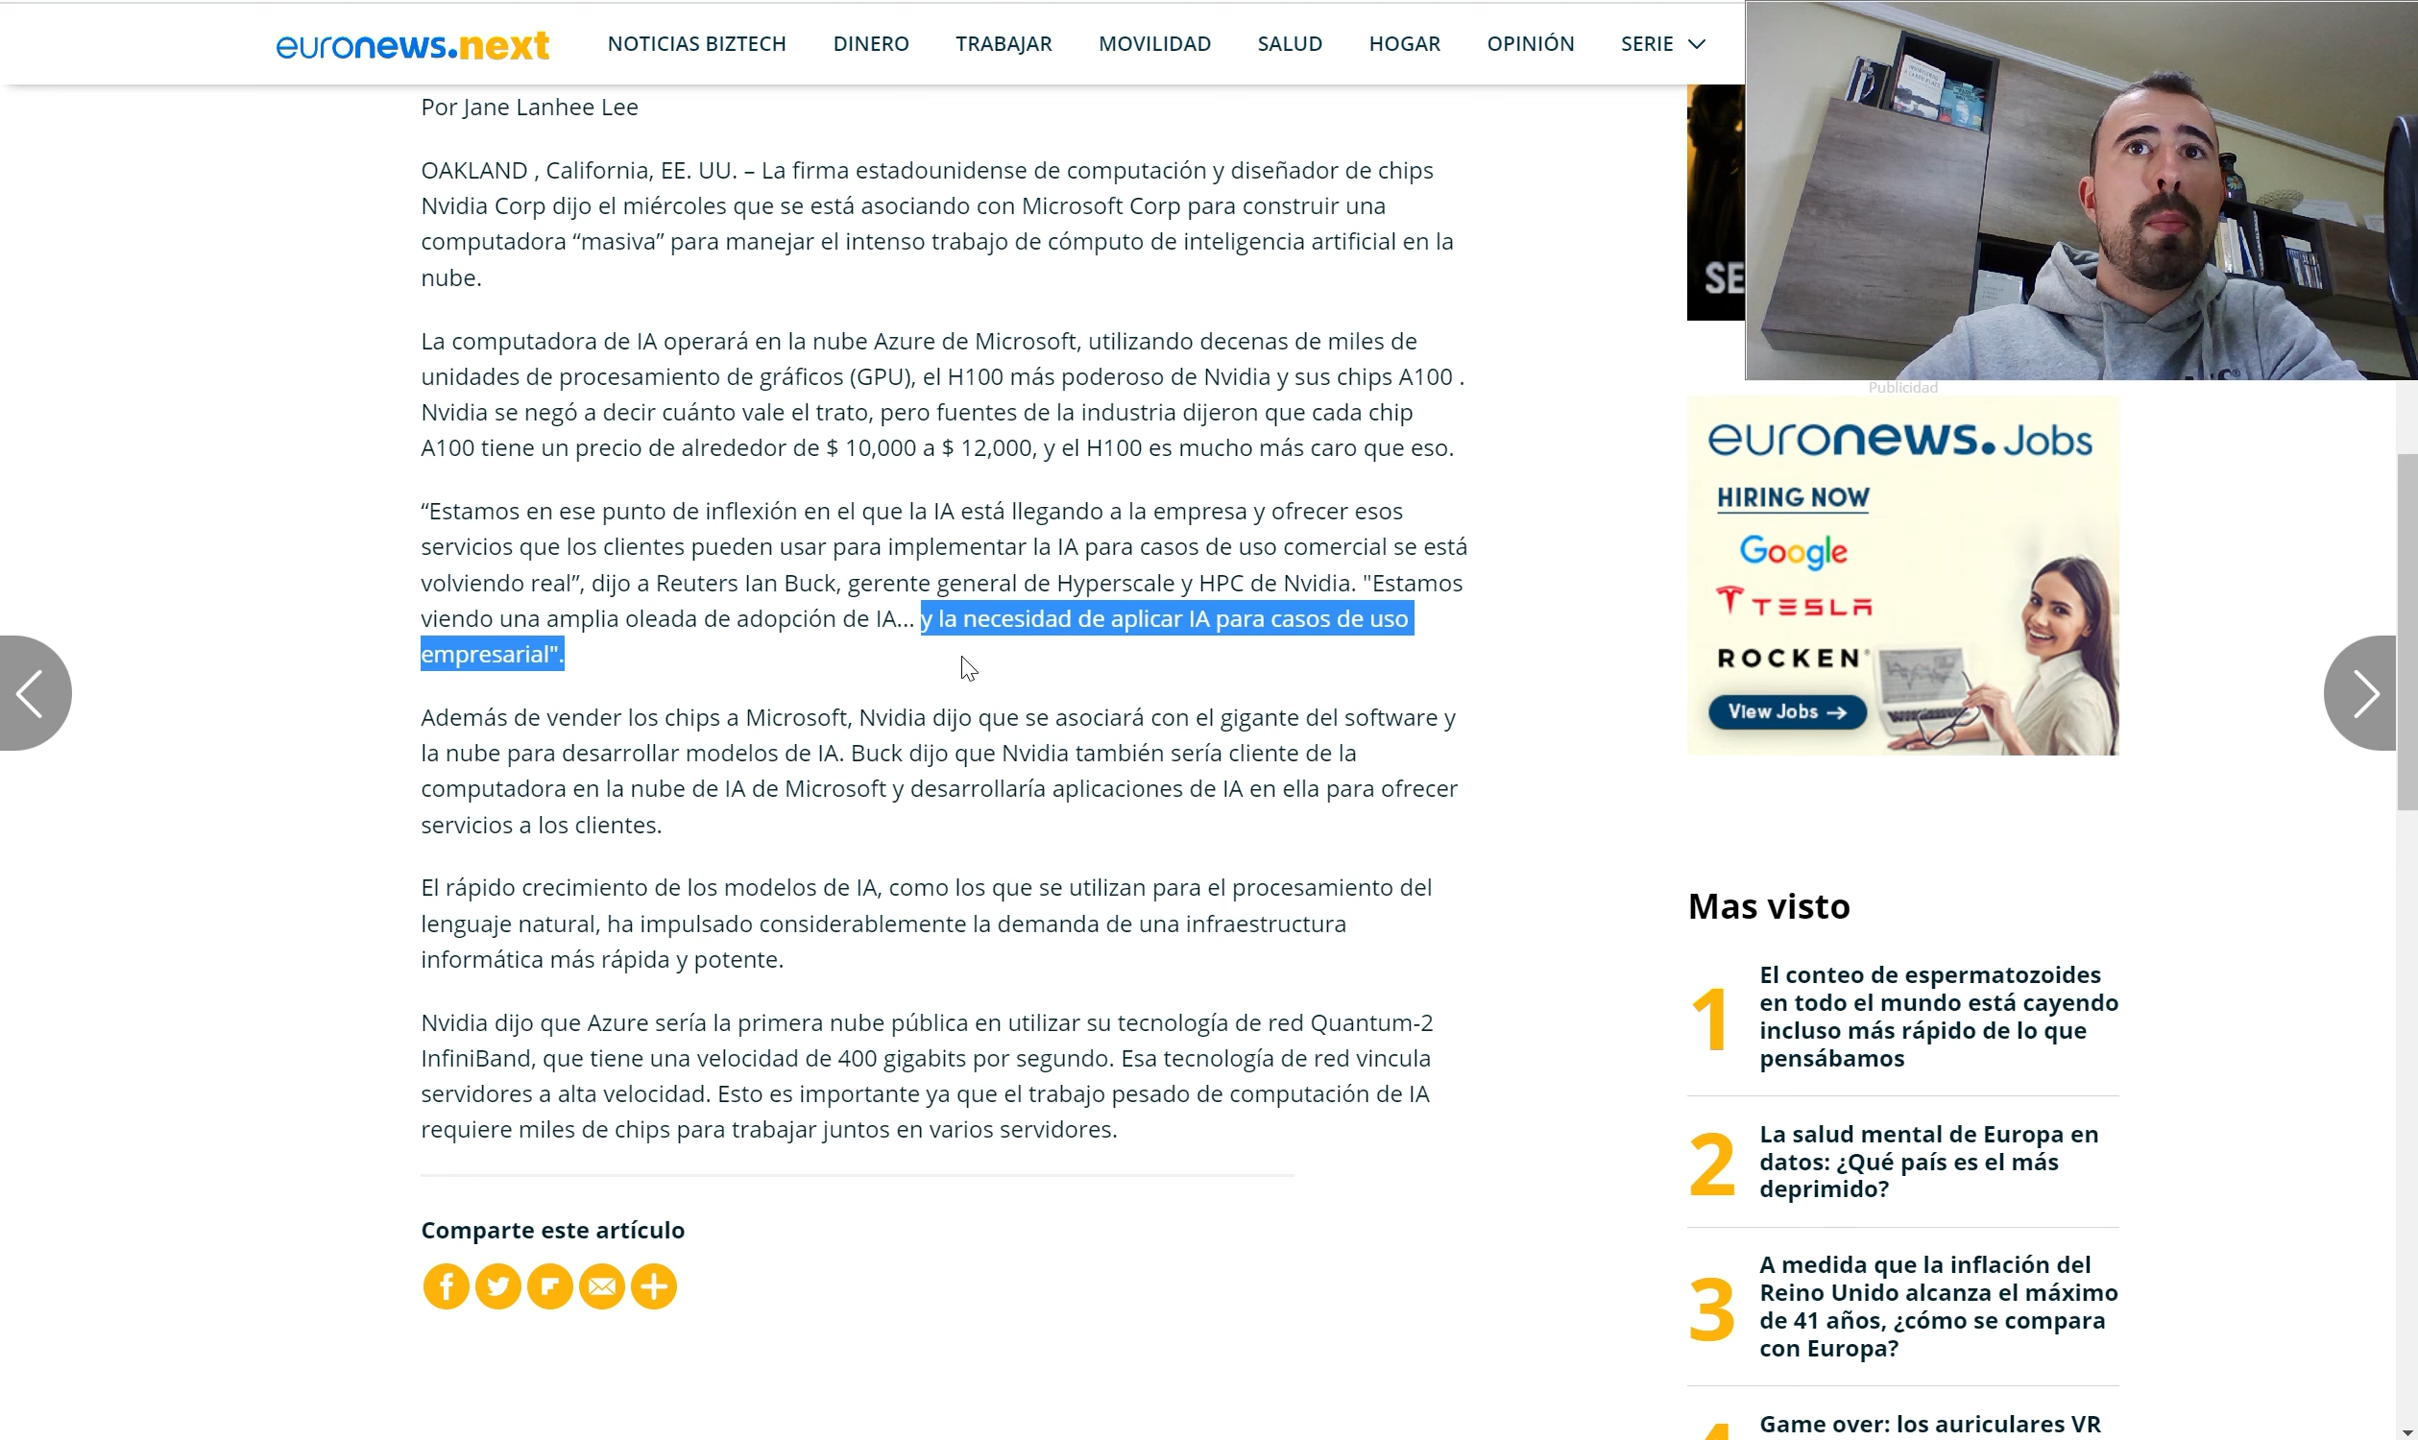 euronews.next
NOTICIAS BIZTECH
DINERO
TRABAJAR
MOVILIDAD
SALUD
HOGAR
OPINIÓN
SERIE
Por Jane Lanhee Lee
OAKLAND , California, EE. UU. – La firma estadounidense de computación y diseñador de chips
Nvidia Corp dijo el miércoles que se está asociando con Microsoft Corp para construir una
computadora “masiva” para manejar el intenso trabajo de cómputo de inteligencia artificial en la
nube.
La computadora de IA operará en la nube Azure de Microsoft, utilizando decenas de miles de
unidades de procesamiento de gráficos (GPU), el H100 más poderoso de Nvidia y sus chips A100 .
Nvidia se negó a decir cuánto vale el trato, pero fuentes de la industria dijeron que cada chip
A100 tiene un precio de alrededor de $ 10,000 a $ 12,000, y el H100 es mucho más caro que eso.
“Estamos en ese punto de inflexión en el que la IA está llegando a la empresa y ofrecer esos
servicios que los clientes pueden usar para implementar la IA para casos de uso comercial se está
volviendo real”, dijo a Reuters Ian Buck, gerente general de Hyperscale y HPC de Nvidia. "Estamos
viendo una amplia oleada de adopción de IA... y la necesidad de aplicar IA para casos de uso
empresarial".
Además de vender los chips a Microsoft, Nvidia dijo que se asociará con el gigante del software y
la nube para desarrollar modelos de IA. Buck dijo que Nvidia también sería cliente de la
computadora en la nube de IA de Microsoft y desarrollaría aplicaciones de IA en ella para ofrecer
servicios a los clientes.
El rápido crecimiento de los modelos de IA, como los que se utilizan para el procesamiento del
lenguaje natural, ha impulsado considerablemente la demanda de una infraestructura
informática más rápida y potente.
Nvidia dijo que Azure sería la primera nube pública en utilizar su tecnología de red Quantum-2
InfiniBand, que tiene una velocidad de 400 gigabits por segundo. Esa tecnología de red vincula
servidores a alta velocidad. Esto es importante ya que el trabajo pesado de computación de IA
requiere miles de chips para trabajar juntos en varios servidores.
Comparte este artículo
SE
Publicidad
euronews. Jobs
HIRING NOW
Google
TESLA
ROCKEN®
View Jobs →
Mas visto
1
El conteo de espermatozoides
en todo el mundo está cayendo
incluso más rápido de lo que
pensábamos
2
La salud mental de Europa en
datos: ¿Qué país es el más
deprimido?
3
A medida que la inflación del
Reino Unido alcanza el máximo
de 41 años, ¿cómo se compara
con Europa?
Game over: los auriculares VR